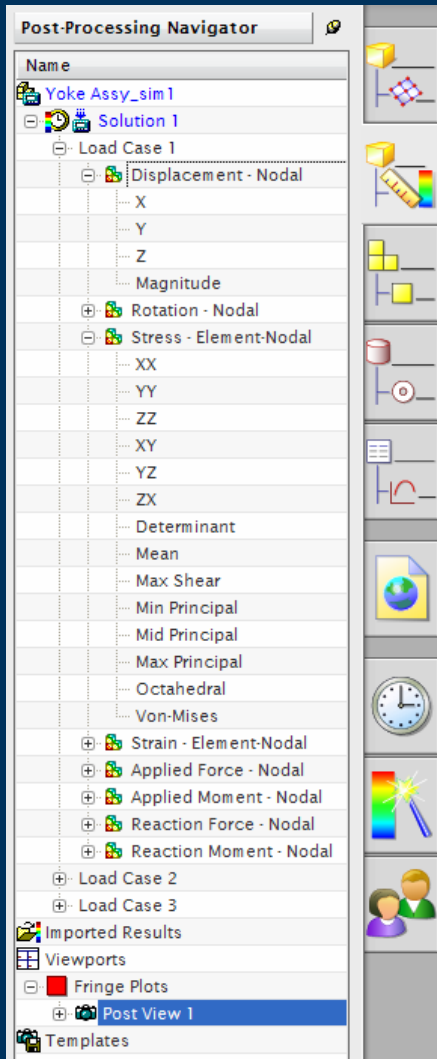 Post-Processing Navigator
Name
Yoke Assy_sim1
Solution 1
Load Case 1
Displacement - Nodal
X
Y
Z
Magnitude
Rotation - Nodal
Stress - Element-Nodal
XX
YY
ZZ
XY
YZ
ZX
Determinant
Mean
Max Shear
Min Principal
Mid Principal
Max Principal
Octahedral
Von-Mises
Strain - Element-Nodal
Applied Force - Nodal
Applied Moment - Nodal
Reaction Force - Nodal
Reaction Moment - Nodal
Load Case 2
Load Case 3
Imported Results
Viewports
Fringe Plots
Post View 1
Templates